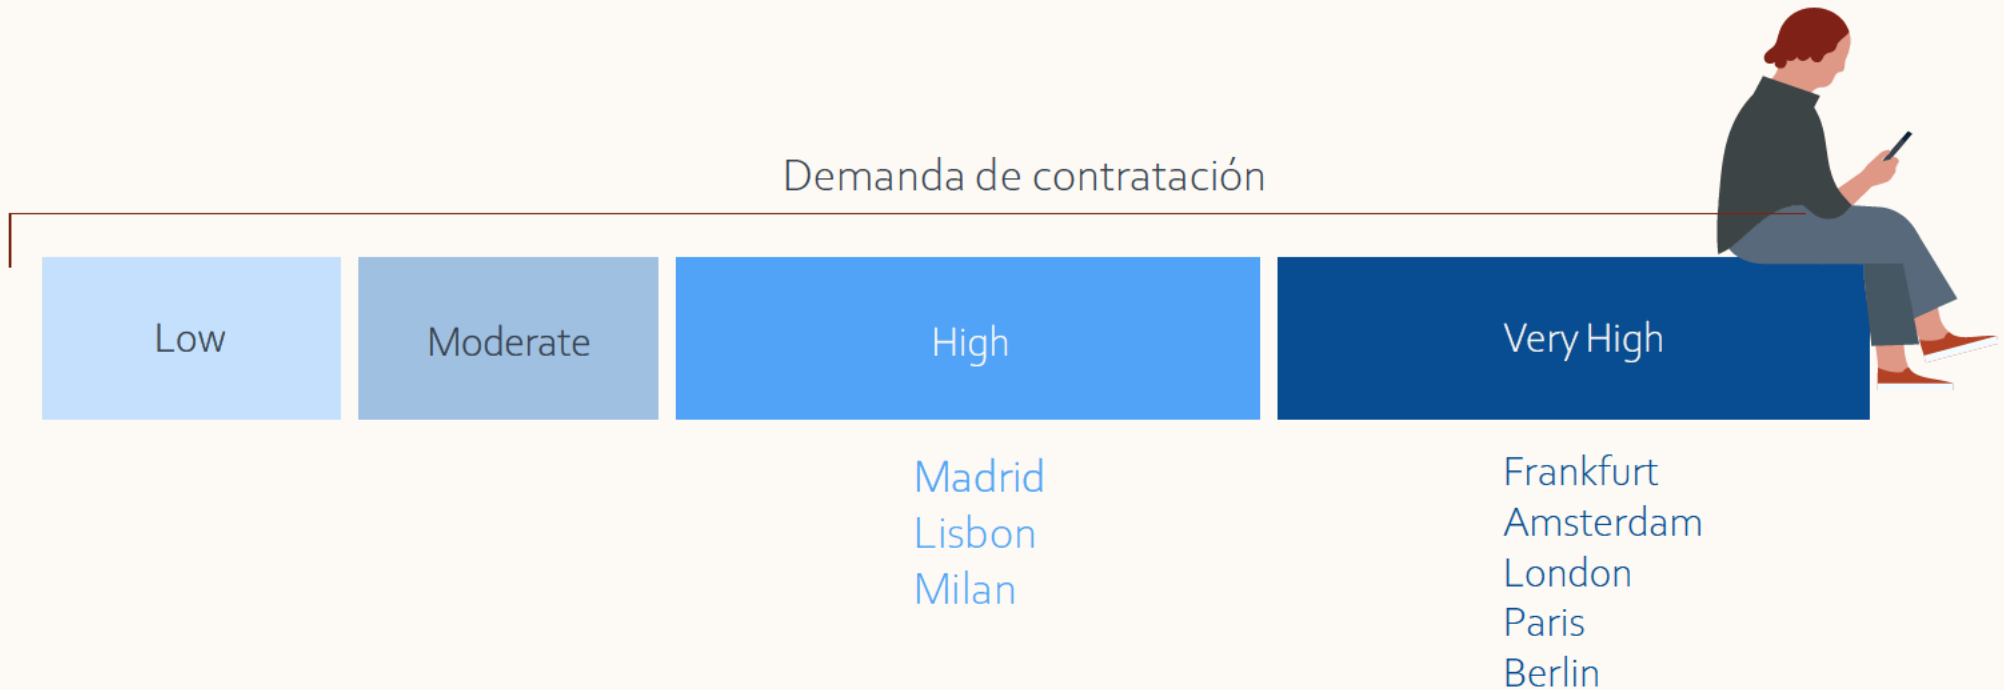 Demanda de contratación
Low
Moderate
High
Very High
Madrid
Lisbon
Milan
Frankfurt
Amsterdam
London
Paris
Berlin